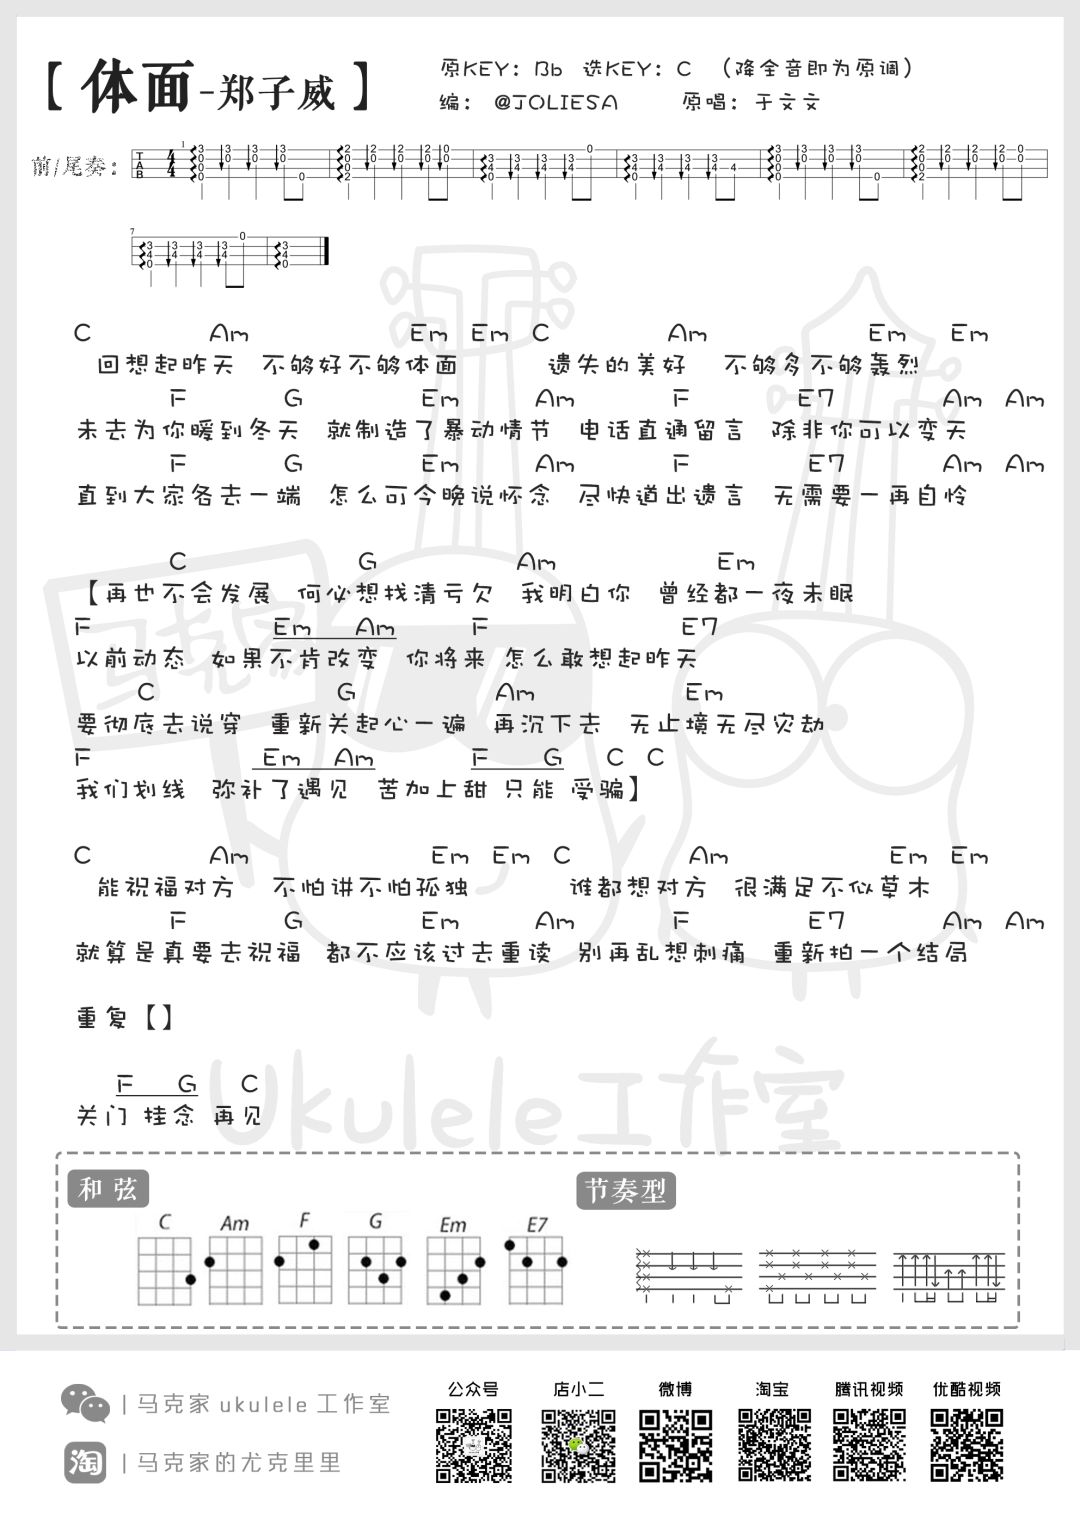 【体面-郑子威】
原KEY：Bb 选KEY：C （降全音即为原调）
编： @JOLIESA 原唱：于文文
前/尾奏：
C Am Em Em C Am Em Em
回想起昨天 不够好不够体面 遗失的美好 不够多不够轰烈
F G Em Am F E7 Am Am
未去为你暖到冬天 就制造了暴动情节 电话直通留言 除非你可以变天
F G Em Am F E7 Am Am
直到大家各去一端 怎么可今晚说怀念 尽快道出遗言 无需要一再自怜
C G Am Em
【再也不会发展 何必想找清亏欠 我明白你 曾经都一夜未眠
F Em Am F E7
以前动态 如果不肯改变 你将来 怎么敢想起昨天
C G Am Em
要彻底去说穿 重新关起心一遍 再沉下去 无止境无尽灾劫
F Em Am F G C C
我们划线 弥补了遇见 苦加上甜 只能 受骗】
C Am Em Em C Am Em Em
能祝福对方 不怕讲不怕孤独 谁都想对方 很满足不似草木
F G Em Am F E7 Am Am
就算是真要去祝福 都不应该过去重读 别再乱想刺痛 重新拍一个结局
重复【】
F G C
关门 挂念 再见
马克家
Ukulele工作室
和弦 节奏型
C Am F G Em E7
公众号 店小二 微博 淘宝 腾讯视频 优酷视频
| 马克家 ukulele 工作室
淘 | 马克家的尤克里里